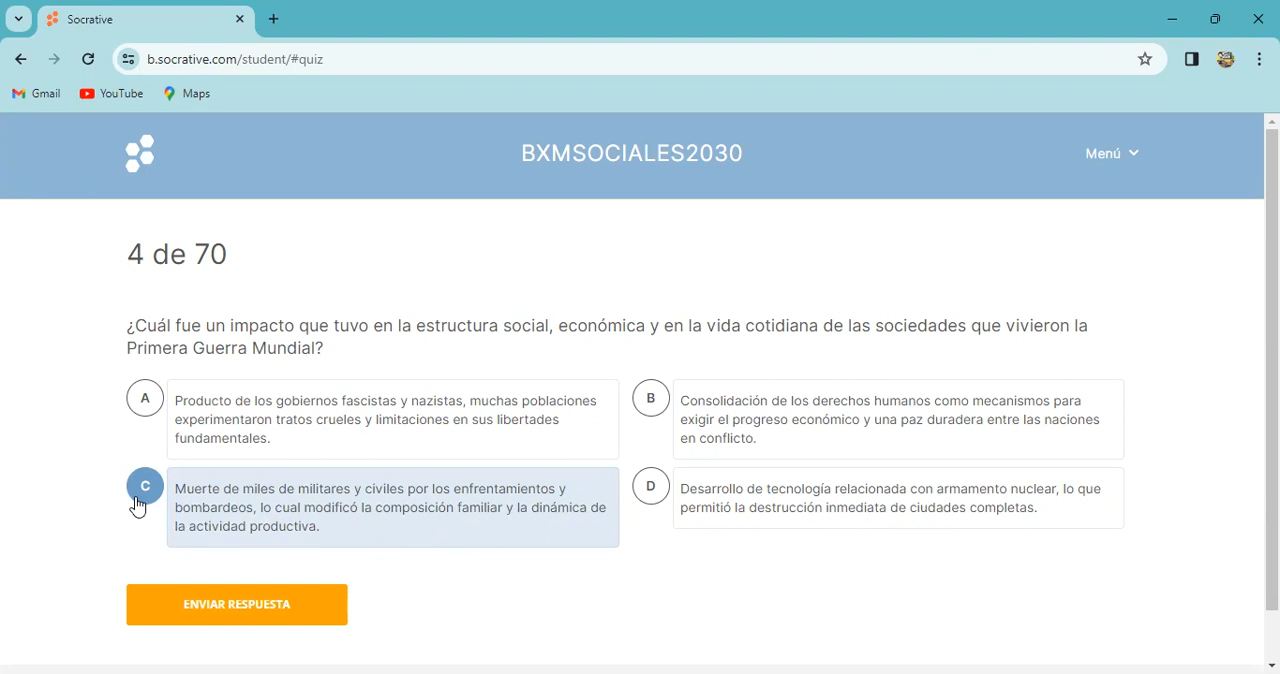 Socrative
b.socrative.com/student/#quiz
Gmail YouTube Maps
BXMSOCIALES2030
Menú
4 de 70
¿Cuál fue un impacto que tuvo en la estructura social, económica y en la vida cotidiana de las sociedades que vivieron la
Primera Guerra Mundial?
A
Producto de los gobiernos fascistas y nazistas, muchas poblaciones
experimentaron tratos crueles y limitaciones en sus libertades
fundamentales.
B
Consolidación de los derechos humanos como mecanismos para
exigir el progreso económico y una paz duradera entre las naciones
en conflicto.
C
Muerte de miles de militares y civiles por los enfrentamientos y
bombardeos, lo cual modificó la composición familiar y la dinámica de
la actividad productiva.
D
Desarrollo de tecnología relacionada con armamento nuclear, lo que
permitió la destrucción inmediata de ciudades completas.
ENVIAR RESPUESTA